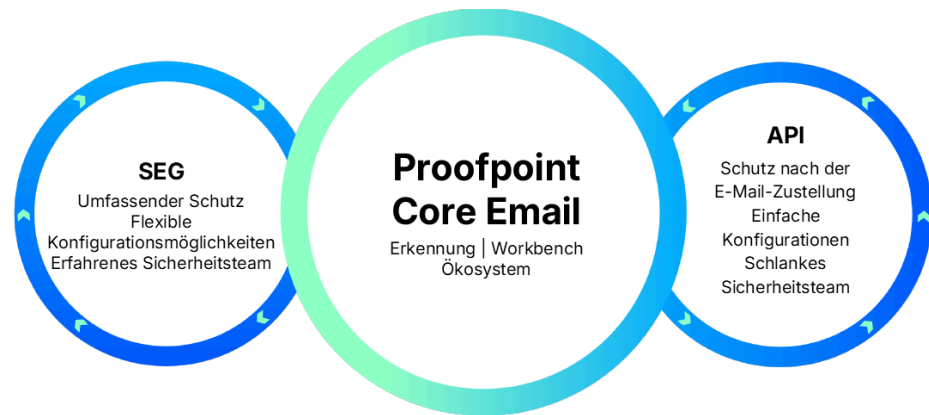 SEG
Umfassender Schutz
Flexible
Konfigurationsmöglichkeiten
Erfahrenes Sicherheitsteam
Proofpoint
Core Email
Erkennung | Workbench
Ökosystem
API
Schutz nach der
E-Mail-Zustellung
Einfache
Konfigurationen
Schlankes
Sicherheitsteam